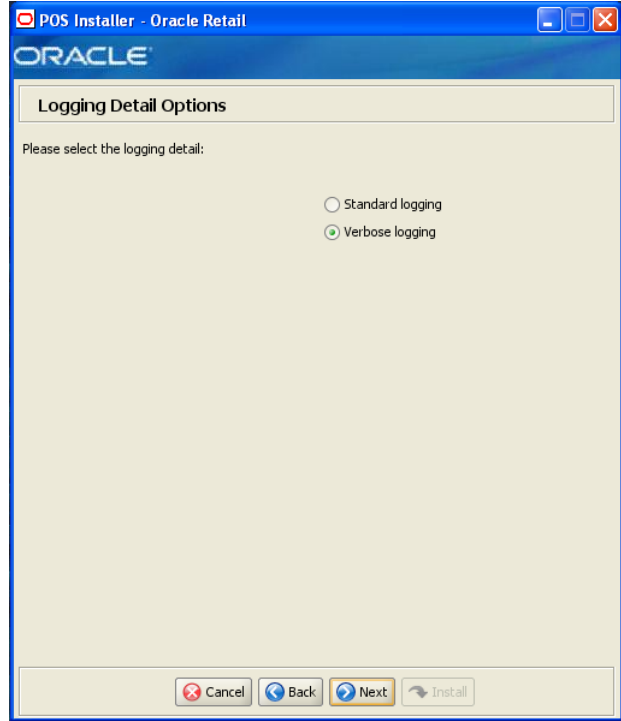 POS Installer - Oracle Retail
ORACLE
Logging Detail Options
Please select the logging detail:
Standard logging
Verbose logging
Cancel Back Next Install